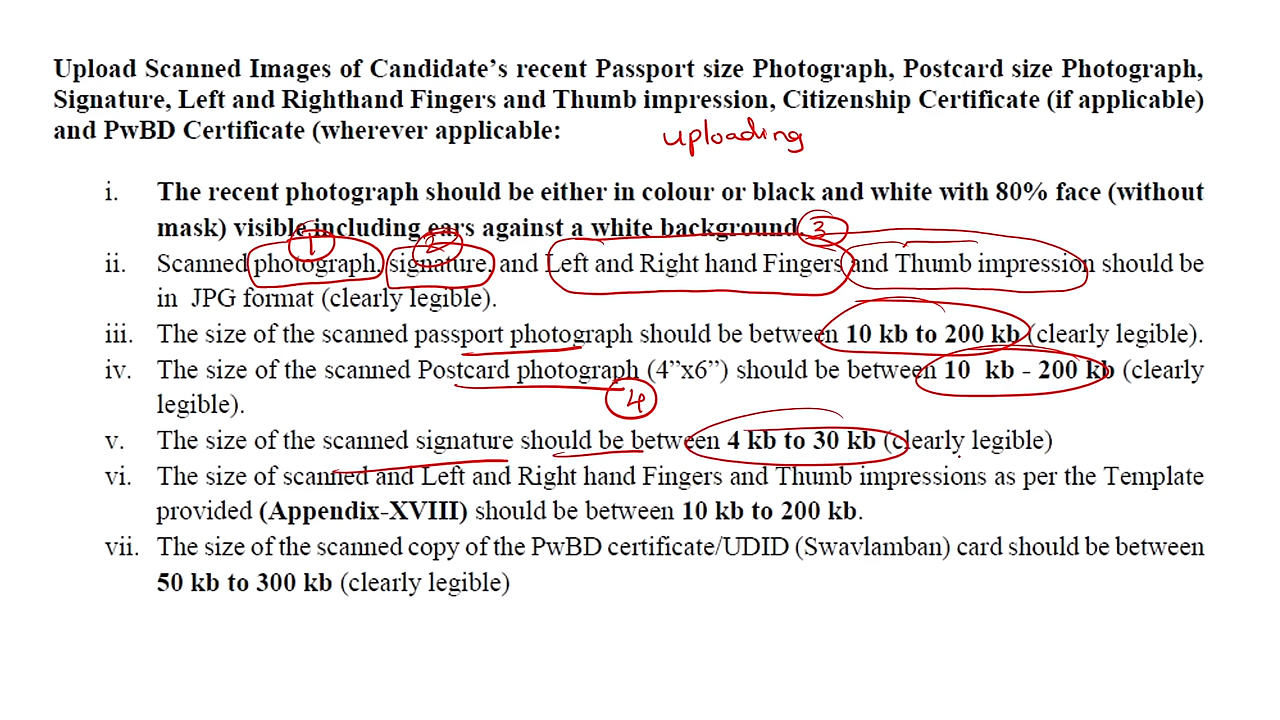 Upload Scanned Images of Candidate’s recent Passport size Photograph, Postcard size Photograph,
Signature, Left and Righthand Fingers and Thumb impression, Citizenship Certificate (if applicable)
and PwBD Certificate (wherever applicable:
uploading
i. The recent photograph should be either in colour or black and white with 80% face (without
mask) visible including ears against a white background.
3
1
2
ii. Scanned photograph, signature, and Left and Right hand Fingers and Thumb impression should be
in JPG format (clearly legible).
iii. The size of the scanned passport photograph should be between 10 kb to 200 kb (clearly legible).
iv. The size of the scanned Postcard photograph (4”x6”) should be between 10 kb - 200 kb (clearly
legible).
4
v. The size of the scanned signature should be between 4 kb to 30 kb (clearly legible)
vi. The size of scanned and Left and Right hand Fingers and Thumb impressions as per the Template
provided (Appendix-XVIII) should be between 10 kb to 200 kb.
vii. The size of the scanned copy of the PwBD certificate/UDID (Swavlamban) card should be between
50 kb to 300 kb (clearly legible)